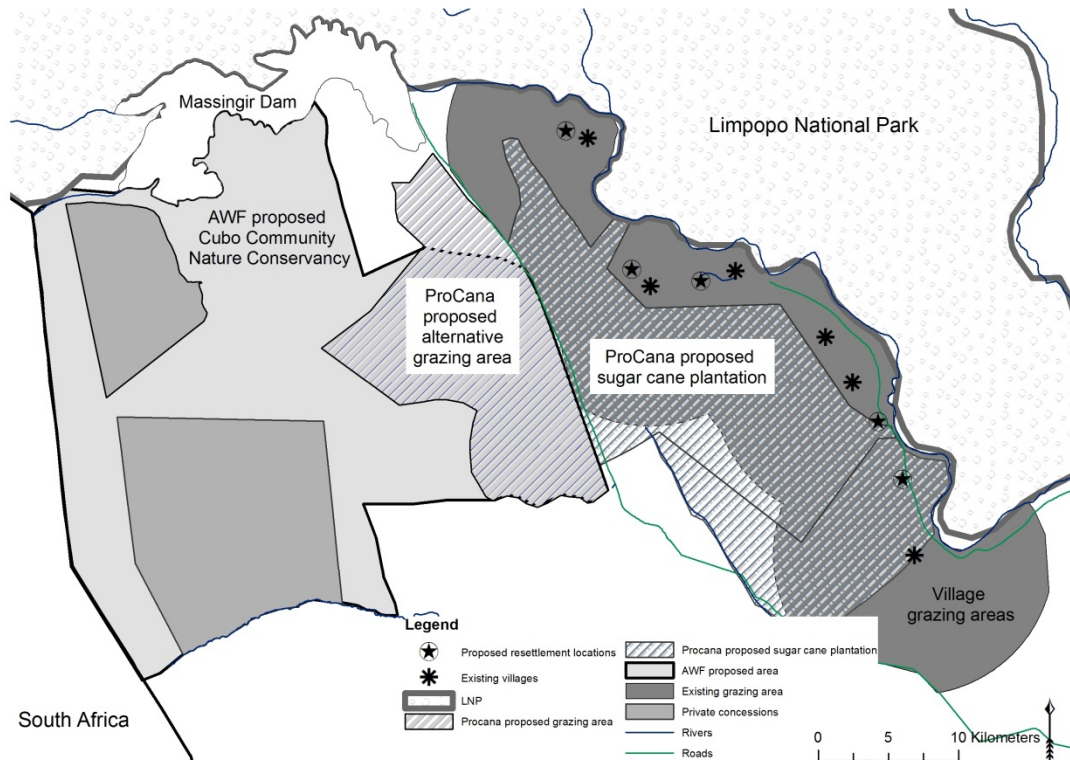 Massingir Dam
Limpopo National Park
AWF proposed
Cubo Community
Nature Conservancy
ProCana
proposed
alternative
grazing area
ProCana proposed
sugar cane plantation
Village
grazing areas
South Africa
Legend
Proposed resettlement locations
Existing villages
LNP
Procana proposed grazing area
Procana proposed sugar cane plantation
AWF proposed area
Existing grazing area
Private concessions
Rivers
Roads
0 5 10 Kilometers